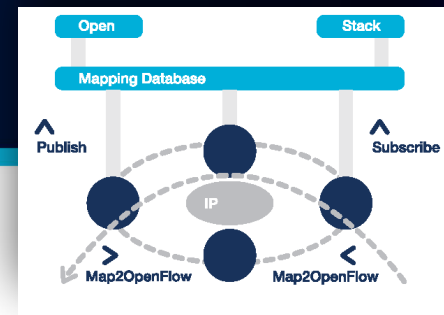 Open
Stack
Mapping Database
Publish
Subscribe
IP
Map2OpenFlow
Map2OpenFlow